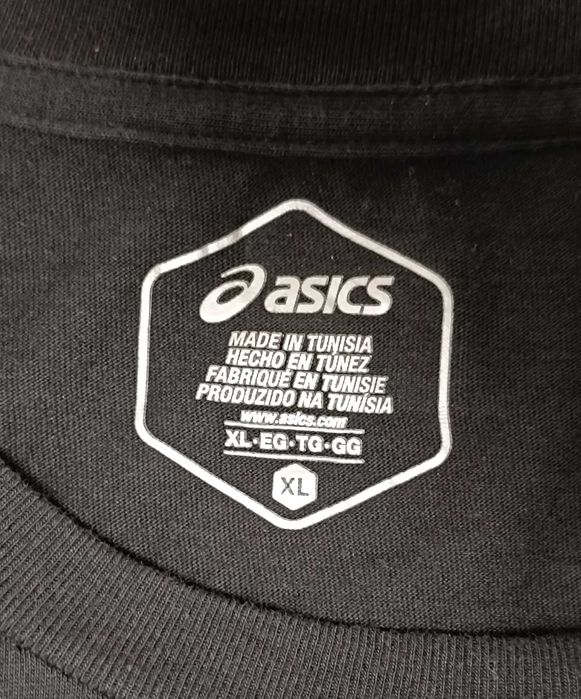 asics
MADE IN TUNISIA
HECHO EN TÚNEZ
FABRIQUÉ EN TUNISIE
PRODUZIDO NA TUNÍSIA
www.asics.com
XL·EG·TG·GG
XL